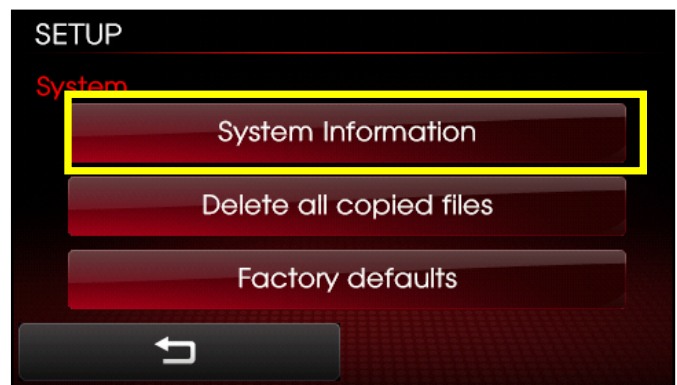 SETUP
System
System Information
Delete all copied files
Factory defaults